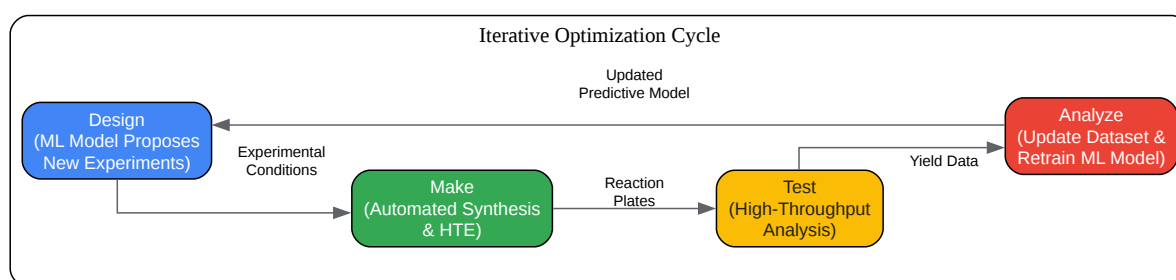 Iterative Optimization Cycle
Updated
Predictive Model
Design
(ML Model Proposes
New Experiments)
Experimental
Conditions
Make
(Automated Synthesis
& HTE)
Reaction
Plates
Test
(High-Throughput
Analysis)
Yield Data
Analyze
(Update Dataset &
Retrain ML Model)